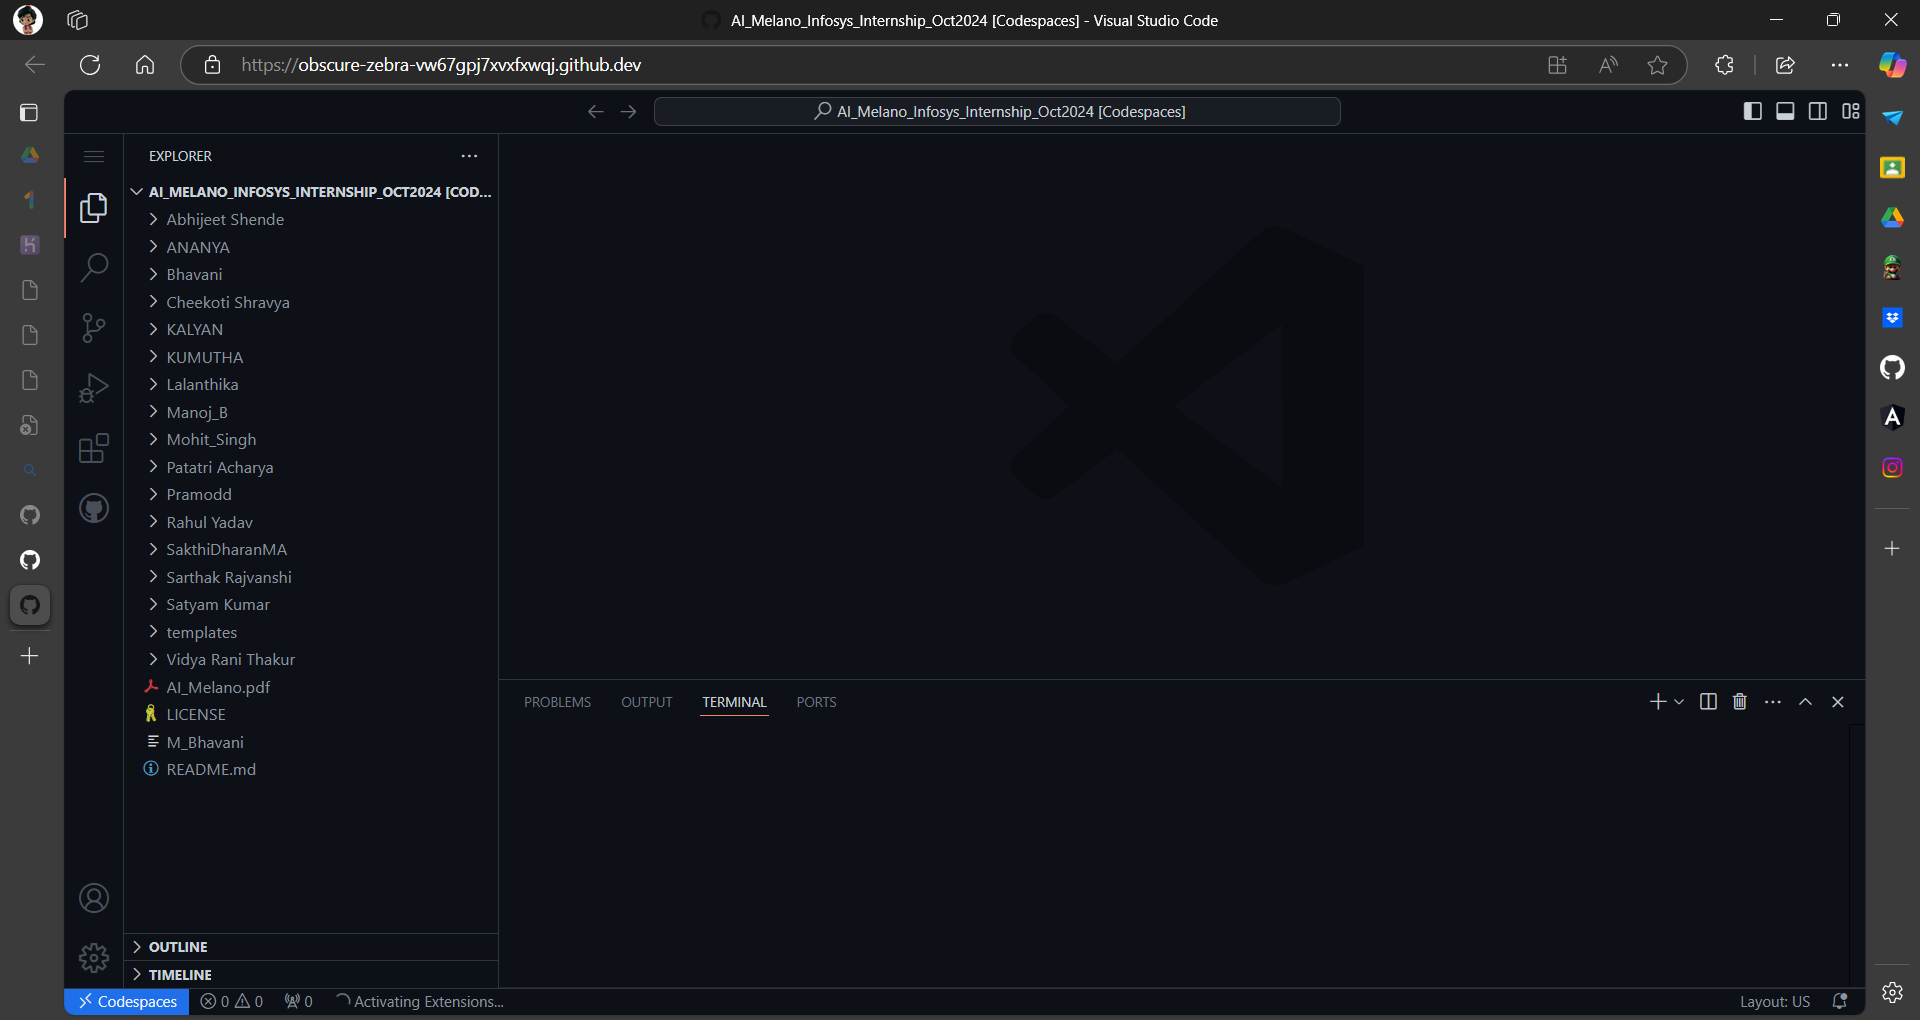 AI_Melano_Infosys_Internship_Oct2024 [Codespaces] - Visual Studio Code
https://obscure-zebra-vw67gpj7xvxfxwqj.github.dev
AI_Melano_Infosys_Internship_Oct2024 [Codespaces]
EXPLORER
AI_MELANO_INFOSYS_INTERNSHIP_OCT2024 [COD...
Abhijeet Shende
ANANYA
Bhavani
Cheekoti Shravya
KALYAN
KUMUTHA
Lalanthika
Manoj_B
Mohit_Singh
Patatri Acharya
Pramodd
Rahul Yadav
SakthiDharanMA
Sarthak Rajvanshi
Satyam Kumar
templates
Vidya Rani Thakur
AI_Melano.pdf
LICENSE
M_Bhavani
README.md
OUTLINE
TIMELINE
PROBLEMS OUTPUT TERMINAL PORTS
Codespaces 0 0 0 Activating Extensions... Layout: US